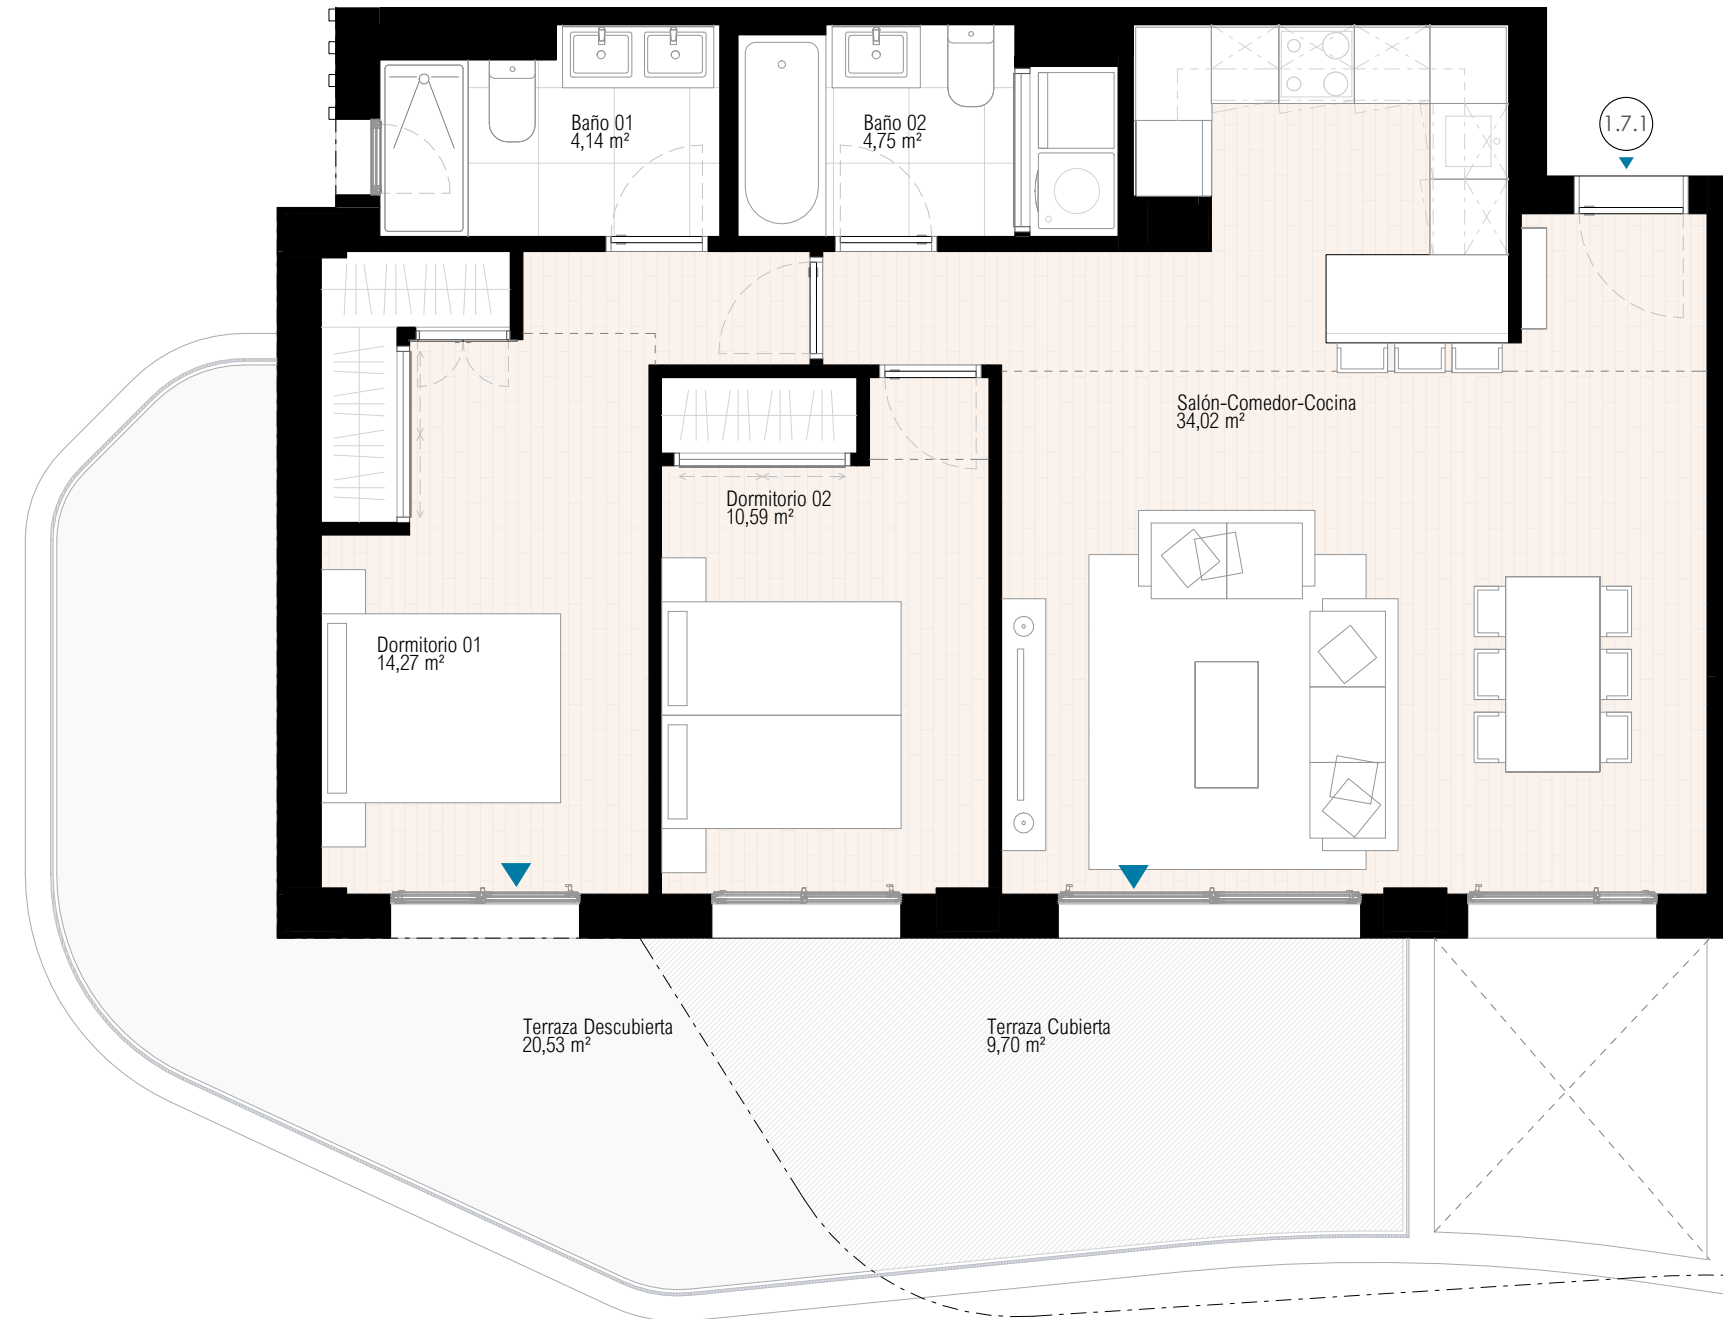 Baño 01
4,14 m²
Baño 02
4,75 m²
1.7.1
Salón-Comedor-Cocina
34,02 m²
Dormitorio 02
10,59 m²
Dormitorio 01
14,27 m²
Terraza Descubierta
20,53 m²
Terraza Cubierta
9,70 m²